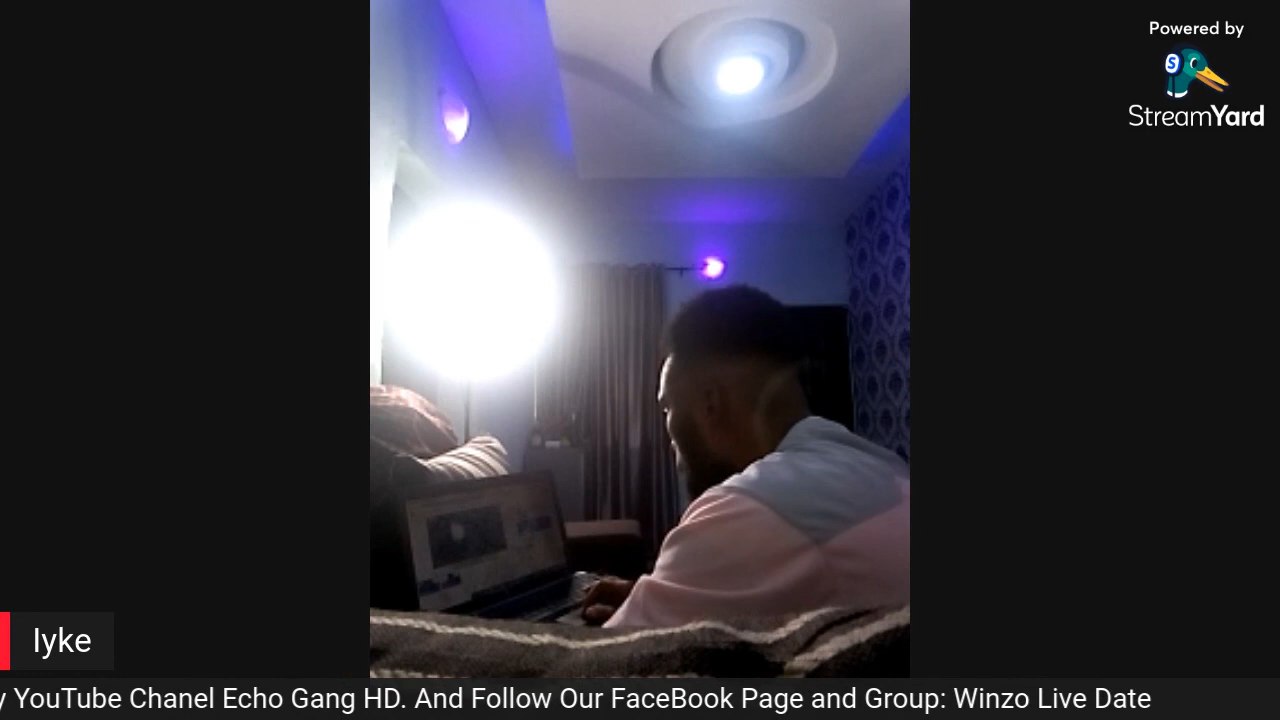 Powered by
S
StreamYard
Iyke
YouTube Chanel Echo Gang HD. And Follow Our FaceBook Page and Group: Winzo Live Date